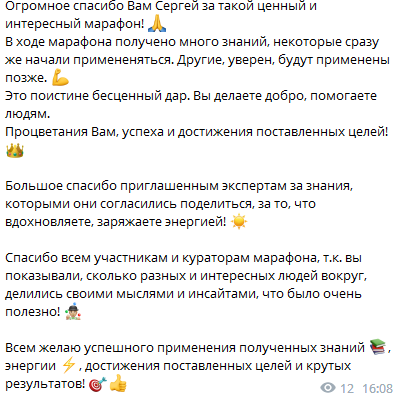 Огромное спасибо Вам Сергей за такой ценный и
интересный марафон! 🙏
В ходе марафона получено много знаний, некоторые сразу
же начали примененяться. Другие, уверен, будут применены
позже. 💪
Это поистине бесценный дар. Вы делаете добро, помогаете
людям.
Процветания Вам, успеха и достижения поставленных целей!
👑
Большое спасибо приглашенным экспертам за знания,
которыми они согласились поделиться, за то, что
вдохновляете, заряжаете энергией! ☀️
Спасибо всем участникам и кураторам марафона, т.к. вы
показывали, сколько разных и интересных людей вокруг,
делились своими мыслями и инсайтами, что было очень
полезно! 🤹🏻‍♂️
Всем желаю успешного применения полученных знаний 📚,
энергии ⚡, достижения поставленных целей и крутых
результатов! 🎯👍
12 16:08